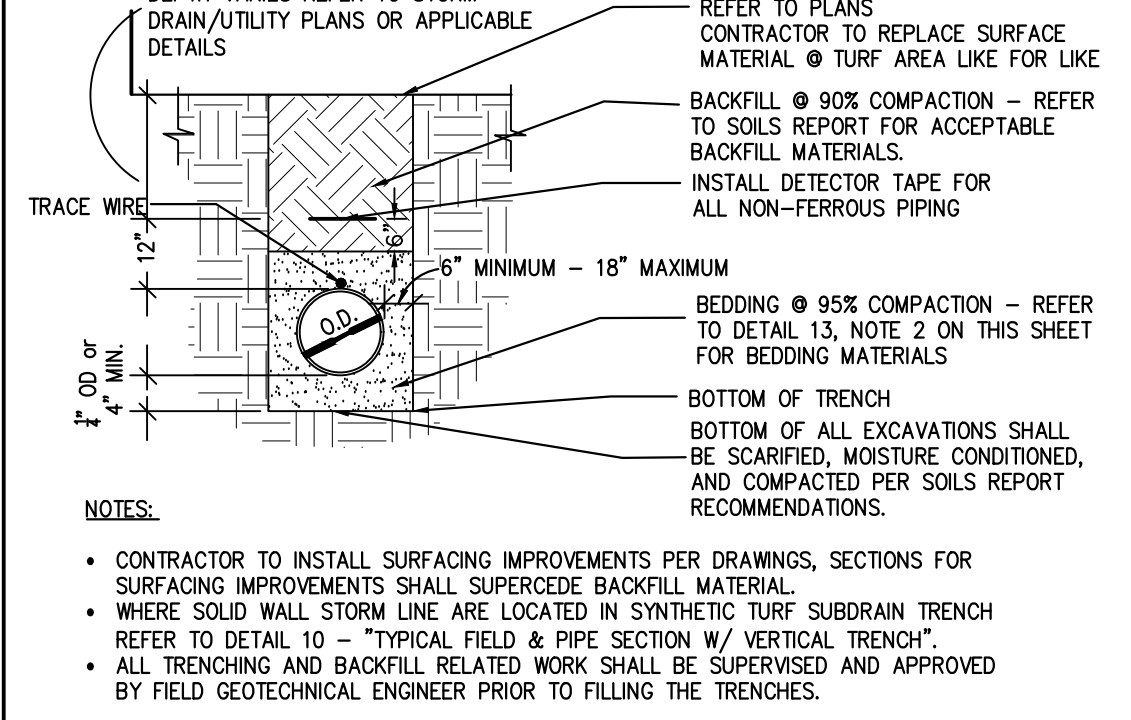 DEPTH VARIES REFER TO STORM
DRAIN/UTILITY PLANS OR APPLICABLE
DETAILS
REFER TO PLANS
CONTRACTOR TO REPLACE SURFACE
MATERIAL @ TURF AREA LIKE FOR LIKE
BACKFILL @ 90% COMPACTION – REFER
TO SOILS REPORT FOR ACCEPTABLE
BACKFILL MATERIALS.
INSTALL DETECTOR TAPE FOR
ALL NON–FERROUS PIPING
TRACE WIRE
12"
6"
6" MINIMUM – 18" MAXIMUM
O.D.
BEDDING @ 95% COMPACTION – REFER
TO DETAIL 13, NOTE 2 ON THIS SHEET
FOR BEDDING MATERIALS
1/4" OD or
4" MIN.
BOTTOM OF TRENCH
BOTTOM OF ALL EXCAVATIONS SHALL
BE SCARIFIED, MOISTURE CONDITIONED,
AND COMPACTED PER SOILS REPORT
RECOMMENDATIONS.
NOTES:
• CONTRACTOR TO INSTALL SURFACING IMPROVEMENTS PER DRAWINGS, SECTIONS FOR
SURFACING IMPROVEMENTS SHALL SUPERCEDE BACKFILL MATERIAL.
• WHERE SOLID WALL STORM LINE ARE LOCATED IN SYNTHETIC TURF SUBDRAIN TRENCH
REFER TO DETAIL 10 – "TYPICAL FIELD & PIPE SECTION W/ VERTICAL TRENCH".
• ALL TRENCHING AND BACKFILL RELATED WORK SHALL BE SUPERVISED AND APPROVED
BY FIELD GEOTECHNICAL ENGINEER PRIOR TO FILLING THE TRENCHES.